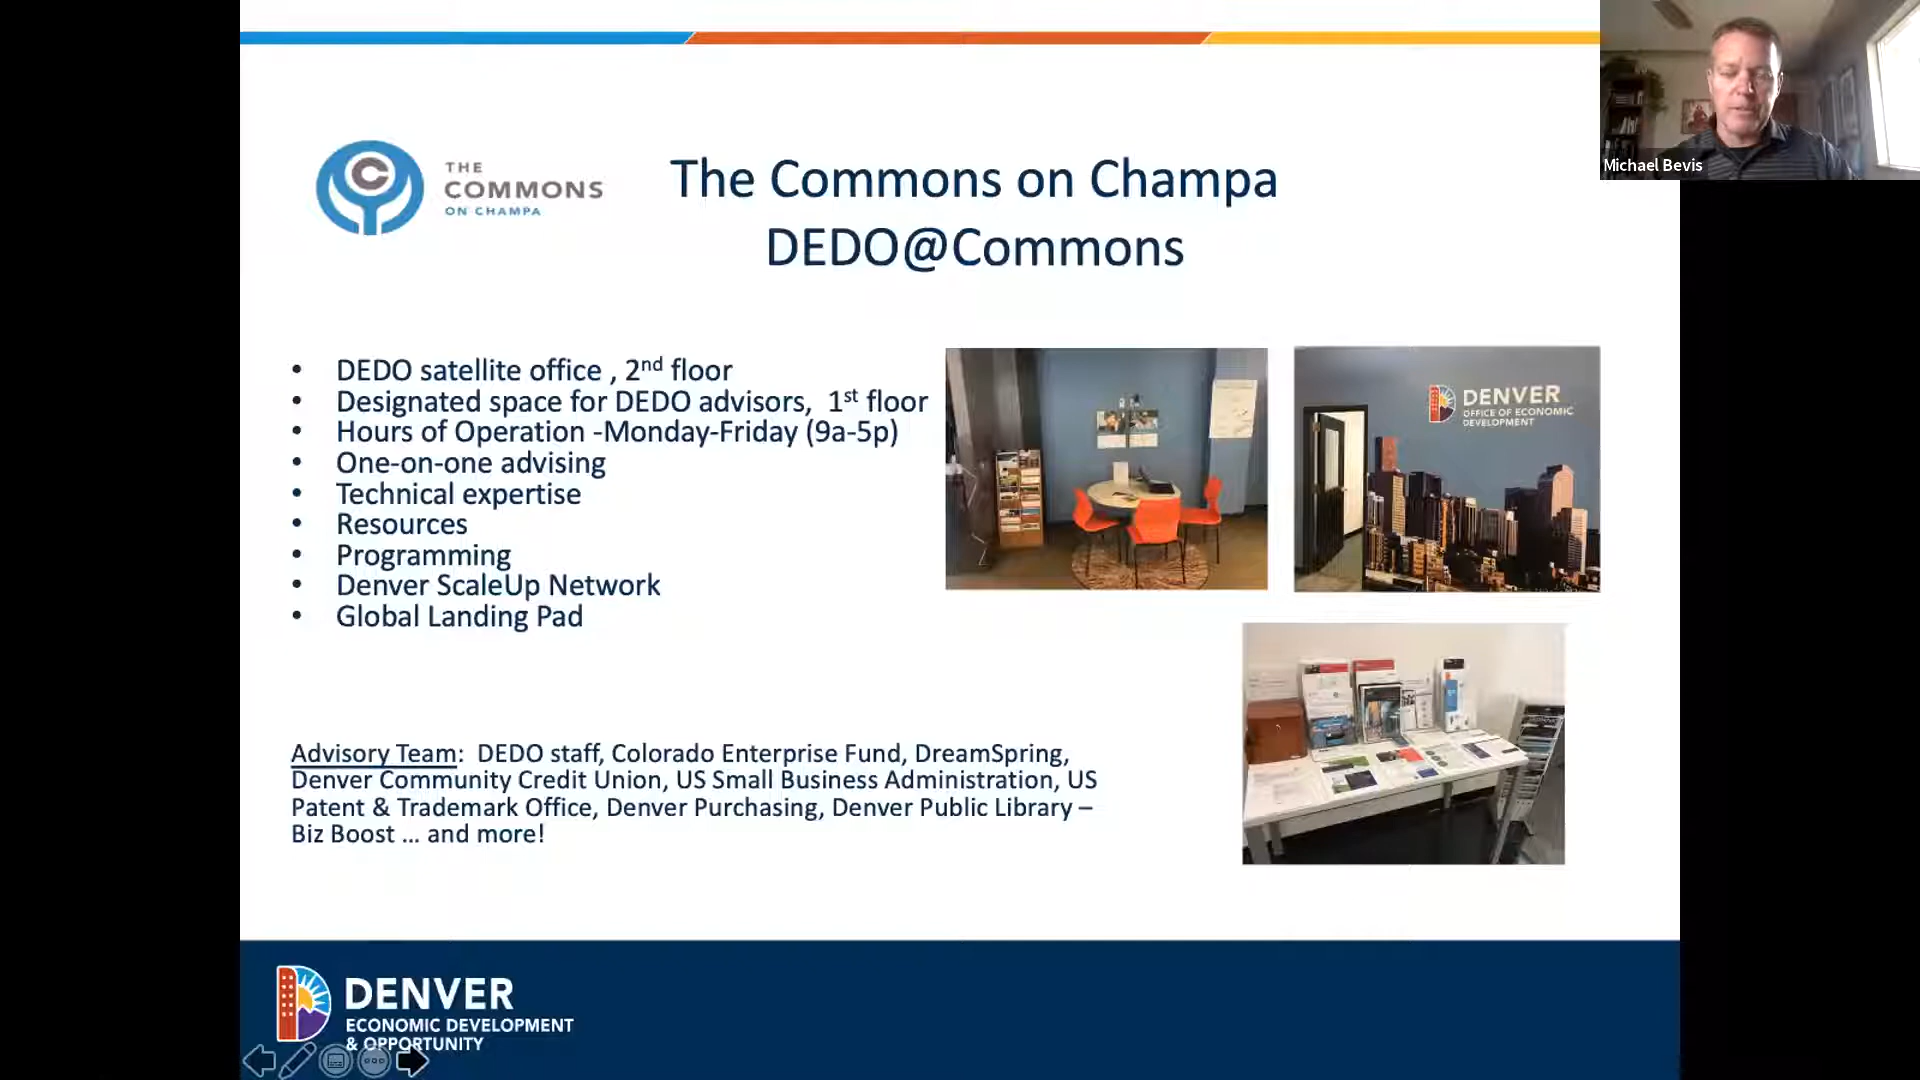 THE
COMMONS
ON CHAMPA
The Commons on Champa
DEDO@Commons
Michael Bevis
• DEDO satellite office , 2nd floor
• Designated space for DEDO advisors, 1st floor
• Hours of Operation -Monday-Friday (9a-5p)
• One-on-one advising
• Technical expertise
• Resources
• Programming
• Denver ScaleUp Network
• Global Landing Pad
DENVER
OFFICE OF ECONOMIC
DEVELOPMENT
Advisory Team: DEDO staff, Colorado Enterprise Fund, DreamSpring,
Denver Community Credit Union, US Small Business Administration, US
Patent & Trademark Office, Denver Purchasing, Denver Public Library –
Biz Boost … and more!
DENVER
ECONOMIC DEVELOPMENT
& OPPORTUNITY